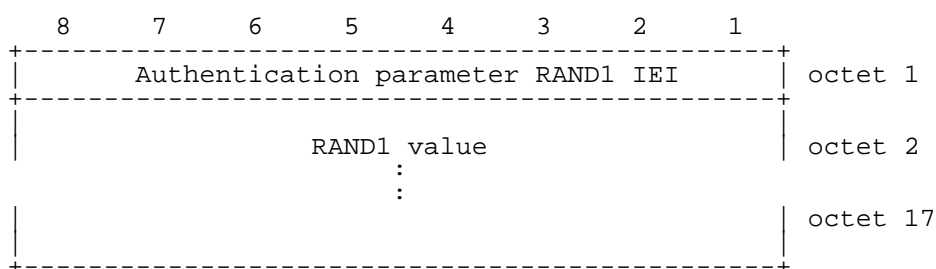 8 7 6 5 4 3 2 1
Authentication parameter RAND1 IEI octet 1
RAND1 value octet 2
:
:
octet 17